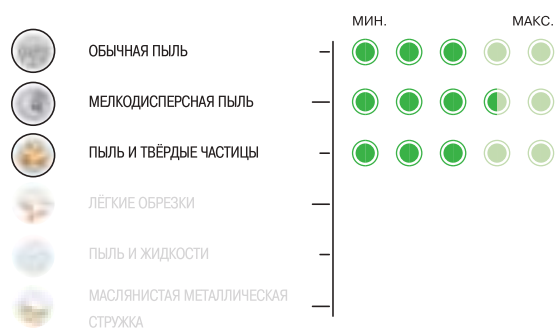 МИН. МАКС.
ОБЫЧНАЯ ПЫЛЬ
МЕЛКОДИСПЕРСНАЯ ПЫЛЬ
ПЫЛЬ И ТВЁРДЫЕ ЧАСТИЦЫ
ЛЁГКИЕ ОБРЕЗКИ
ПЫЛЬ И ЖИДКОСТИ
МАСЛЯНИСТАЯ МЕТАЛЛИЧЕСКАЯ
СТРУЖКА